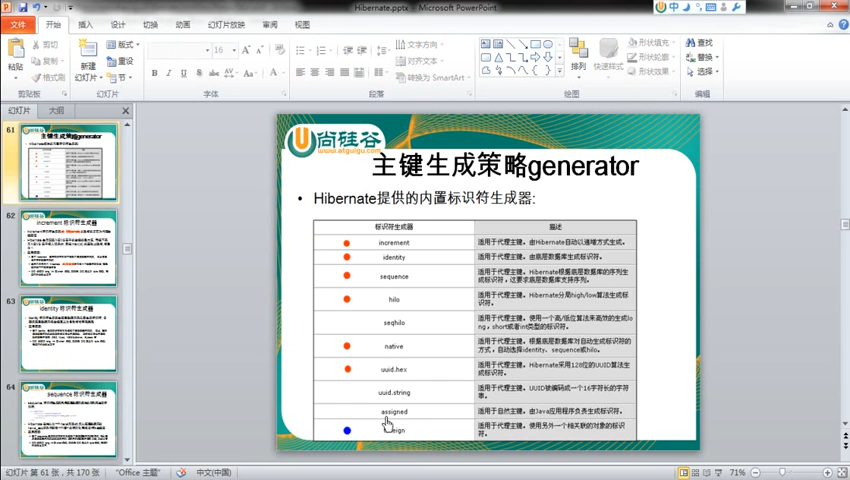 Hibernate.pptx - Microsoft PowerPoint
文件 开始 插入 设计 切换 动画 幻灯片放映 审阅 视图
粘贴
剪切
复制
格式刷
剪贴板
新建
幻灯片
版式
重设
节
幻灯片
字体
文字方向
对齐文本
转换为 SmartArt
段落
排列
快速样式
形状填充
形状轮廓
形状效果
绘图
查找
替换
选择
编辑
幻灯片 大纲
61
主键生成策略generator
62
increment 标识符生成器
63
identity 标识符生成器
64
sequence 标识符生成器
尚硅谷
www.atguigu.com
主键生成策略generator
• Hibernate提供的内置标识符生成器:
标识符生成器 描述
increment 适用于代理主键。由Hibernate自动以递增方式生成。
identity 适用于代理主键。由底层数据库生成标识符。
sequence 适用于代理主键。Hibernate根据底层数据库的序列生
成标识符。这要求底层数据库支持序列。
hilo 适用于代理主键。Hibernate分局high/low算法生成标
识符。
seqhilo 适用于代理主键。使用一个高/低位算法来高效的生成lo
ng，short或者int类型的标识符。
native 适用于代理主键。根据底层数据库对自动生成标识符的
方式，自动选择identity、sequence或hilo。
uuid.hex 适用于代理主键。Hibernate采用128位的UUID算法生
成标识符。
uuid.string 适用于代理主键。UUID被编码成一个16字符长的字符
串。
assigned 适用于自然主键。由Java应用程序负责生成标识符。
适用于代理主键。使用另外一个相关联的对象的标识
符。
幻灯片 第 61 张，共 170 张 "Office 主题" 中文(中国) 71%